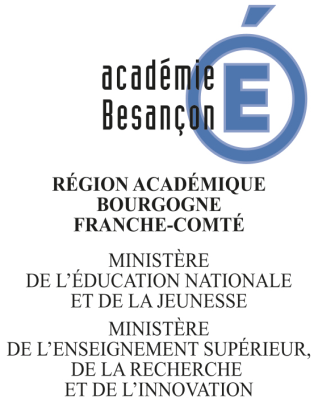 académie
Besançon É
RÉGION ACADÉMIQUE
BOURGOGNE
FRANCHE-COMTÉ
MINISTÈRE
DE L'ÉDUCATION NATIONALE
ET DE LA JEUNESSE
MINISTÈRE
DE L'ENSEIGNEMENT SUPÉRIEUR,
DE LA RECHERCHE
ET DE L'INNOVATION